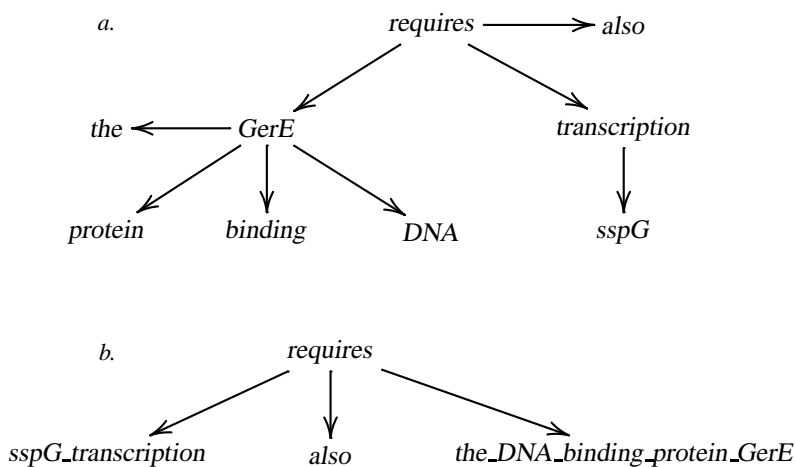 a. requires also
the GerE transcription
protein binding DNA sspG
b. requires
sspG_transcription also the_DNA_binding_protein_GerE